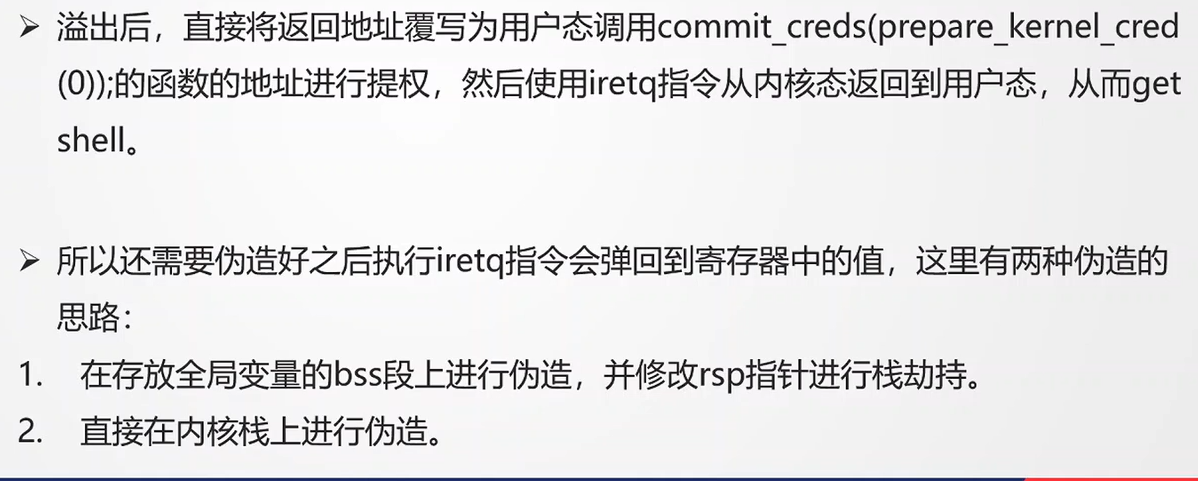 ➢ 溢出后，直接将返回地址覆写为用户态调用commit_creds(prepare_kernel_cred
(0));的函数的地址进行提权，然后使用iretq指令从内核态返回到用户态，从而get
shell。
➢ 所以还需要伪造好之后执行iretq指令会弹回到寄存器中的值，这里有两种伪造的
思路：
1. 在存放全局变量的bss段上进行伪造，并修改rsp指针进行栈劫持。
2. 直接在内核栈上进行伪造。